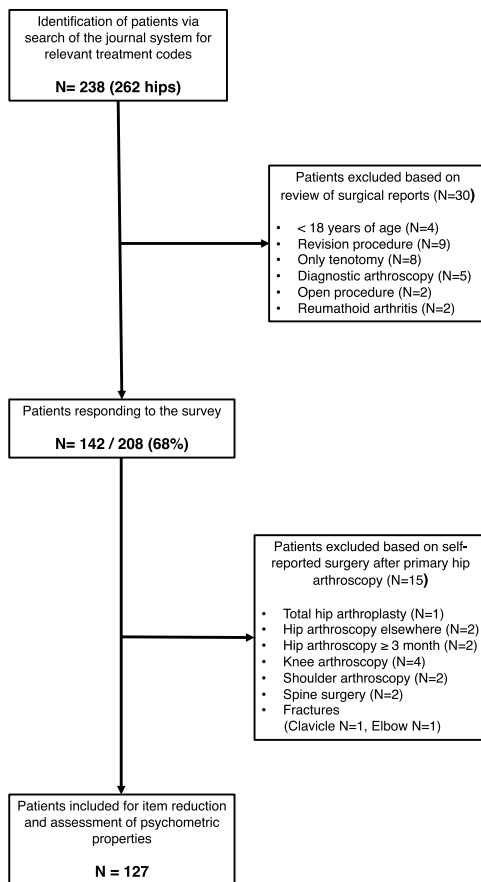 Identification of patients via
search of the journal system for
relevant treatment codes
N= 238 (262 hips)
Patients excluded based on
review of surgical reports (N=30)
• < 18 years of age (N=4)
• Revision procedure (N=9)
• Only tenotomy (N=8)
• Diagnostic arthroscopy (N=5)
• Open procedure (N=2)
• Reumathoid arthritis (N=2)
Patients responding to the survey
N= 142 / 208 (68%)
Patients excluded based on self-
reported surgery after primary hip
arthroscopy (N=15)
• Total hip arthroplasty (N=1)
• Hip arthroscopy elsewhere (N=2)
• Hip arthroscopy ≥ 3 month (N=2)
• Knee arthroscopy (N=4)
• Shoulder arthroscopy (N=2)
• Spine surgery (N=2)
• Fractures
(Clavicle N=1, Elbow N=1)
Patients included for item reduction
and assessment of psychometric
properties
N = 127